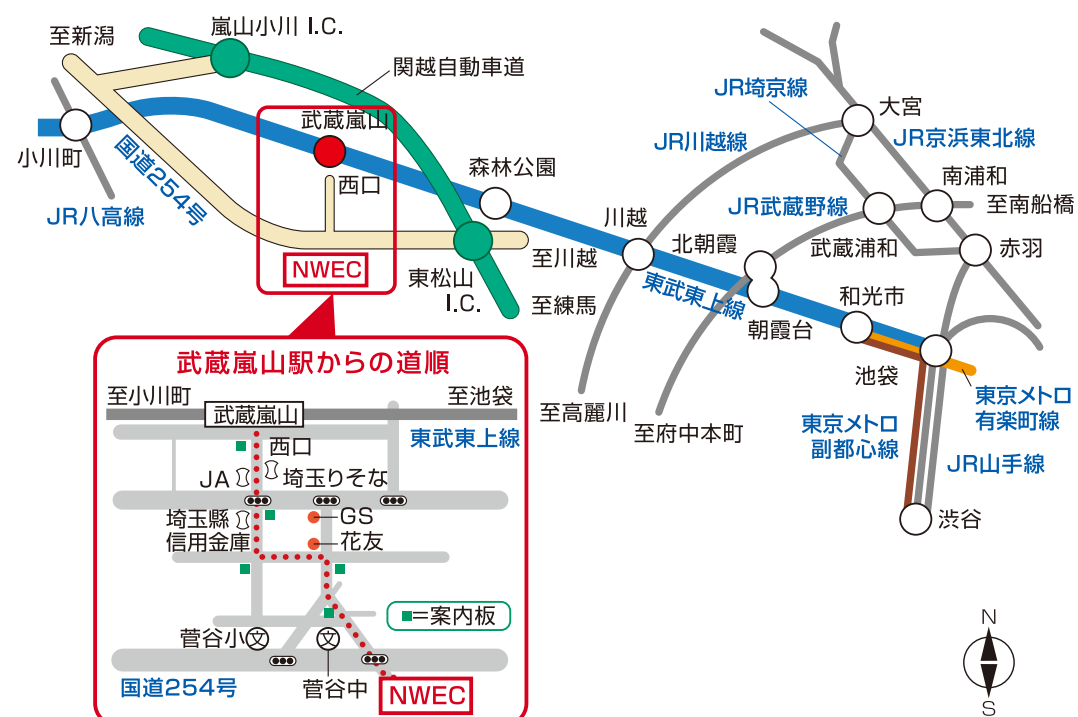 至新潟
嵐山小川 I.C.
関越自動車道
武蔵嵐山
小川町
国道254号
西口
森林公園
JR八高線
NWEC
東松山
I.C.
至川越
至練馬
川越
北朝霞
東武東上線
朝霞台
和光市
池袋
JR埼京線
大宮
JR川越線
JR京浜東北線
南浦和
JR武蔵野線
至南船橋
武蔵浦和
赤羽
至高麗川
至府中本町
東京メトロ
副都心線
東京メトロ
有楽町線
JR山手線
渋谷
武蔵嵐山駅からの道順
至小川町
武蔵嵐山
至池袋
東武東上線
西口
JA
埼玉りそな
埼玉縣
信用金庫
GS
花友
=案内板
菅谷小
文
文
菅谷中
国道254号
NWEC
N
S